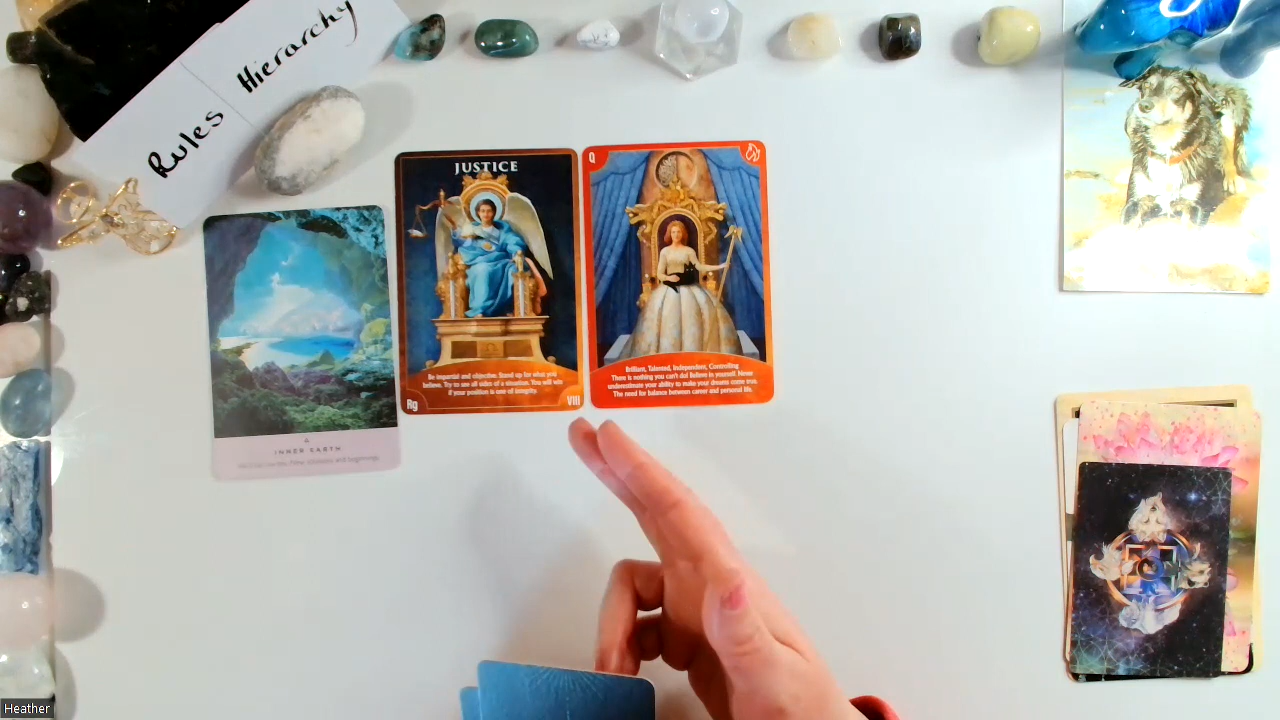 Rules
Hierarchy
JUSTICE
Be impartial and objective. Stand up for what you
believe. Try to see all sides of a situation. You will win
if your position is one of integrity.
Rg
VIII
Q
Brilliant, Talented, Independent, Controlling
There is nothing you can't do! Believe in yourself. Never
underestimate your ability to make your dreams come true.
The need for balance between career and personal life.
INNER EARTH
and beginnings.
Heather